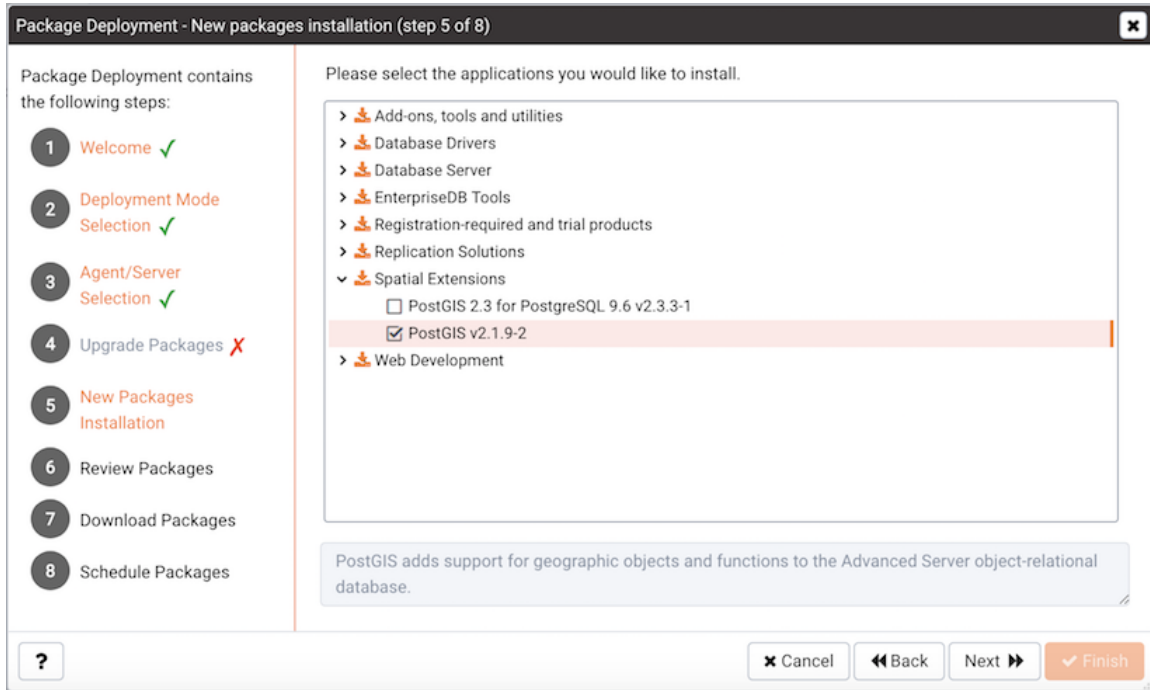 Package Deployment - New packages installation (step 5 of 8)
Package Deployment contains
the following steps:
1 Welcome
2 Deployment Mode
Selection
3 Agent/Server
Selection
4 Upgrade Packages
5 New Packages
Installation
6 Review Packages
7 Download Packages
8 Schedule Packages
Please select the applications you would like to install.
Add-ons, tools and utilities
Database Drivers
Database Server
EnterpriseDB Tools
Registration-required and trial products
Replication Solutions
Spatial Extensions
PostGIS 2.3 for PostgreSQL 9.6 v2.3.3-1
PostGIS v2.1.9-2
Web Development
PostGIS adds support for geographic objects and functions to the Advanced Server object-relational
database.
?
Cancel
Back
Next
Finish